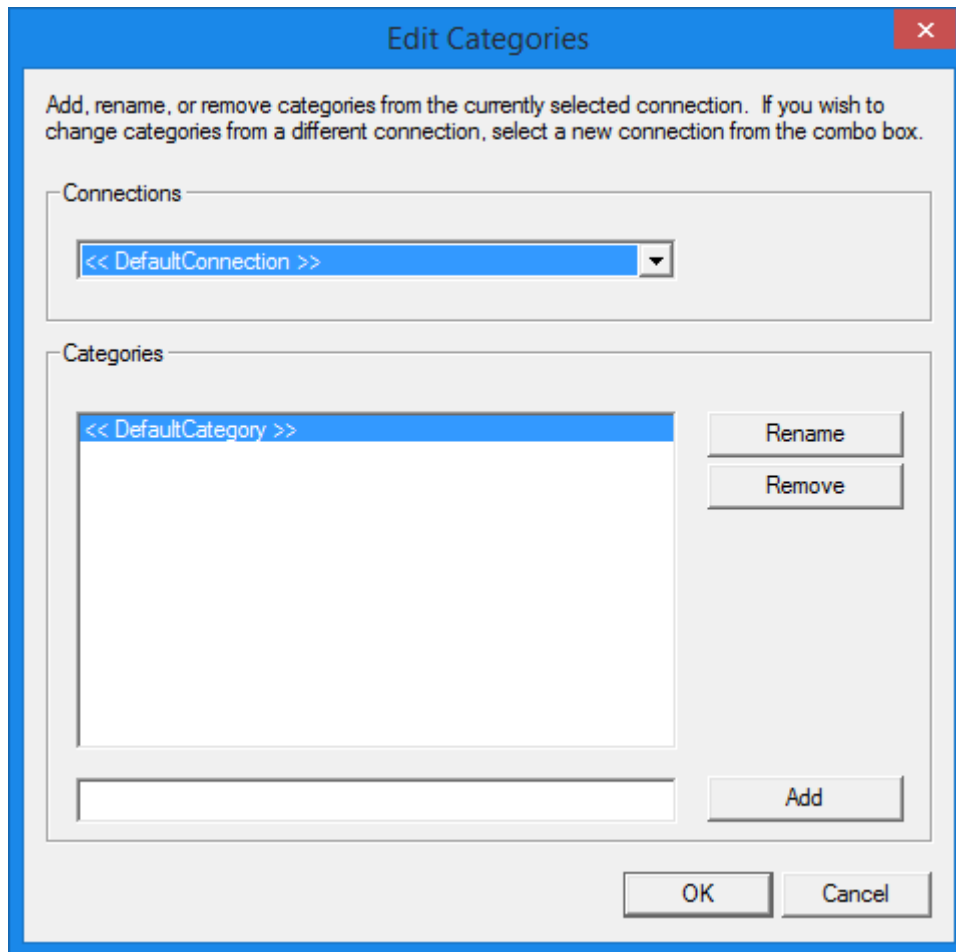 Edit Categories
Add, rename, or remove categories from the currently selected connection.  If you wish to
change categories from a different connection, select a new connection from the combo box.
Connections
<< DefaultConnection >>
Categories
<< DefaultCategory >>
Rename
Remove
Add
OK
Cancel